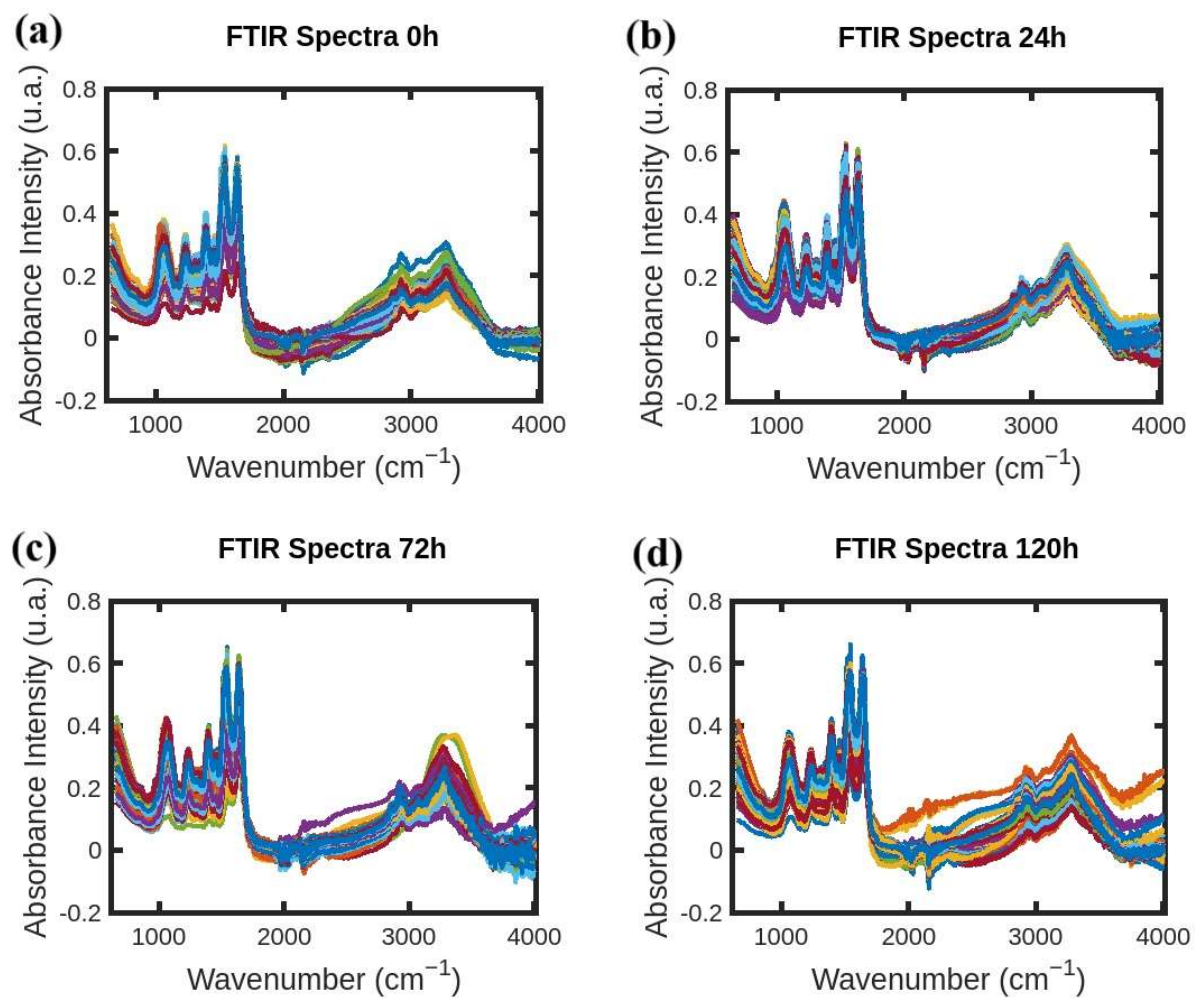 (a)
FTIR Spectra 0h
Absorbance Intensity (u.a.)
0.8
0.6
0.4
0.2
0
-0.2
1000 2000 3000 4000
Wavenumber (cm⁻¹)
(b)
FTIR Spectra 24h
Absorbance Intensity (u.a.)
0.8
0.6
0.4
0.2
0
-0.2
1000 2000 3000 4000
Wavenumber (cm⁻¹)
(c)
FTIR Spectra 72h
Absorbance Intensity (u.a.)
0.8
0.6
0.4
0.2
0
-0.2
1000 2000 3000 4000
Wavenumber (cm⁻¹)
(d)
FTIR Spectra 120h
Absorbance Intensity (u.a.)
0.8
0.6
0.4
0.2
0
-0.2
1000 2000 3000 4000
Wavenumber (cm⁻¹)